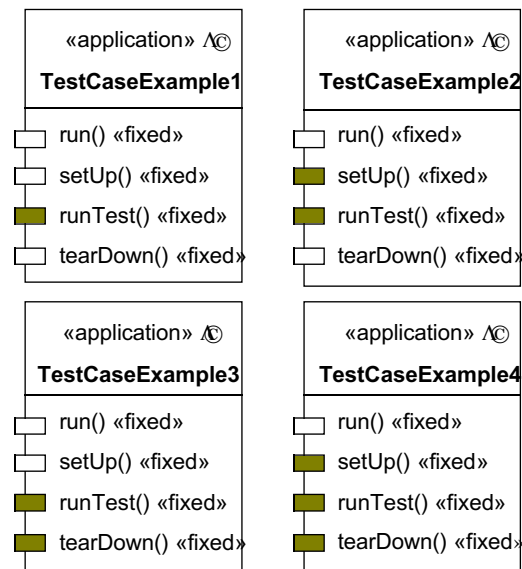 «application» ©
TestCaseExample1
run() «fixed»
setUp() «fixed»
runTest() «fixed»
tearDown() «fixed»
«application» ©
TestCaseExample2
run() «fixed»
setUp() «fixed»
runTest() «fixed»
tearDown() «fixed»
«application» ©
TestCaseExample3
run() «fixed»
setUp() «fixed»
runTest() «fixed»
tearDown() «fixed»
«application» ©
TestCaseExample4
run() «fixed»
setUp() «fixed»
runTest() «fixed»
tearDown() «fixed»